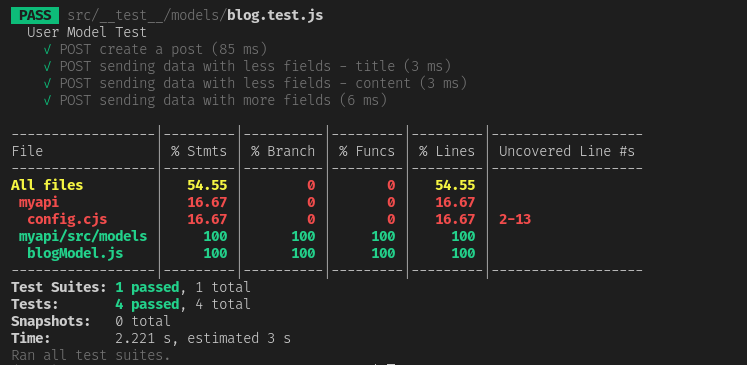 PASS src/__test__/models/blog.test.js
User Model Test
✓ POST create a post (85 ms)
✓ POST sending data with less fields - title (3 ms)
✓ POST sending data with less fields - content (3 ms)
✓ POST sending data with more fields (6 ms)
------------------|---------|----------|---------|---------|-------------------
File | % Stmts | % Branch | % Funcs | % Lines | Uncovered Line #s
------------------|---------|----------|---------|---------|-------------------
All files | 54.55 | 0 | 0 | 54.55 |
myapi | 16.67 | 0 | 0 | 16.67 |
config.cjs | 16.67 | 0 | 0 | 16.67 | 2-13
myapi/src/models | 100 | 100 | 100 | 100 |
blogModel.js | 100 | 100 | 100 | 100 |
------------------|---------|----------|---------|---------|-------------------
Test Suites: 1 passed, 1 total
Tests: 4 passed, 4 total
Snapshots: 0 total
Time: 2.221 s, estimated 3 s
Ran all test suites.